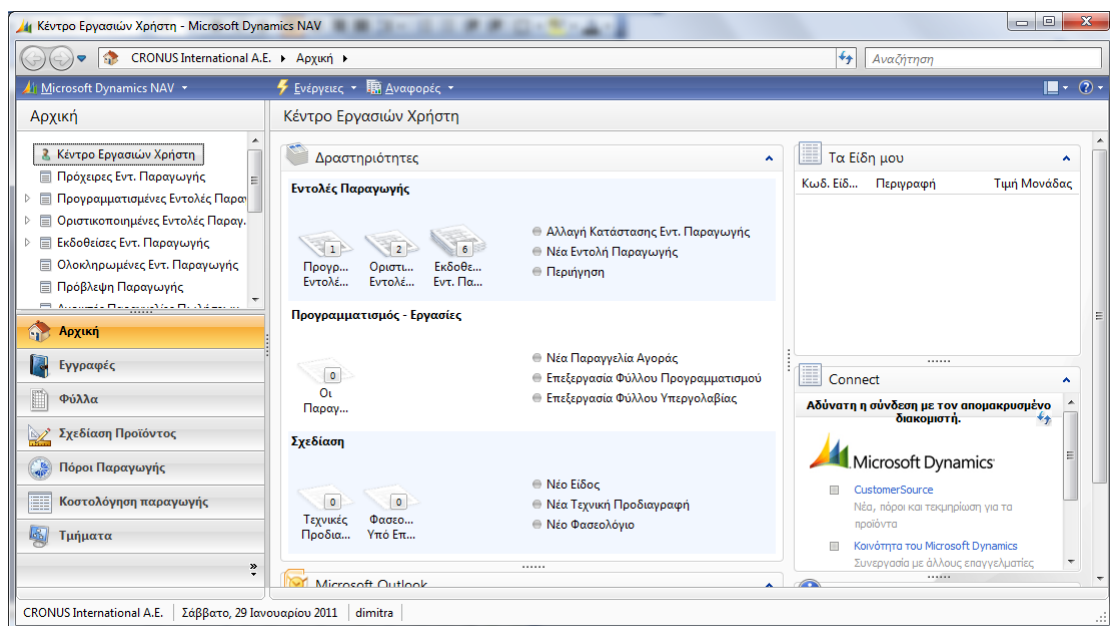 Κέντρο Εργασιών Χρήστη - Microsoft Dynamics NAV
CRONUS International A.E. Αρχική
Αναζήτηση
Microsoft Dynamics NAV Ενέργειες Αναφορές
Αρχική
Κέντρο Εργασιών Χρήστη
Πρόχειρες Εντ. Παραγωγής
Προγραμματισμένες Εντολές Παρα
Οριστικοποιημένες Εντολές Παραγ.
Εκδοθείσες Εντ. Παραγωγής
Ολοκληρωμένες Εντ. Παραγωγής
Πρόβλεψη Παραγωγής
Αρχική
Εγγραφές
Φύλλα
Σχεδίαση Προϊόντος
Πόροι Παραγωγής
Κοστολόγηση παραγωγής
Τμήματα
Κέντρο Εργασιών Χρήστη
Δραστηριότητες
Εντολές Παραγωγής
1 2 6
Προγρ... Οριστι... Εκδοθε...
Εντολέ... Εντολέ... Εντ. Πα...
Αλλαγή Κατάστασης Εντ. Παραγωγής
Νέα Εντολή Παραγωγής
Περιήγηση
Προγραμματισμός - Εργασίες
0
Οι
Παραγ...
Νέα Παραγγελία Αγοράς
Επεξεργασία Φύλλου Προγραμματισμού
Επεξεργασία Φύλλου Υπεργολαβίας
Σχεδίαση
0 0
Τεχνικές Φασεο...
Προδια... Υπό Επ...
Νέο Είδος
Νέα Τεχνική Προδιαγραφή
Νέο Φασεολόγιο
Microsoft Outlook
Τα Είδη μου
Κωδ. Είδ... Περιγραφή Τιμή Μονάδας
Connect
Αδύνατη η σύνδεση με τον απομακρυσμένο
διακομιστή.
Microsoft Dynamics
CustomerSource
Νέα, πόροι και τεκμηρίωση για τα
προϊόντα
Κοινότητα του Microsoft Dynamics
Συνεργασία με άλλους επαγγελματίες
CRONUS International A.E. Σάββατο, 29 Ιανουαρίου 2011 dimitra